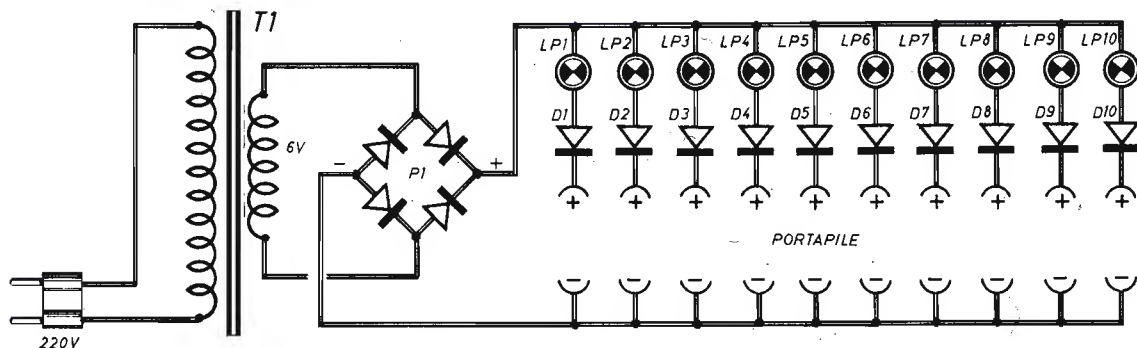 T1
LP1 LP2 LP3 LP4 LP5 LP6 LP7 LP8 LP9 LP10
D1 D2 D3 D4 D5 D6 D7 D8 D9 D10
6V
- P1 +
+ + + + + + + + + +
PORTAPILE
- - - - - - - - - -
220V